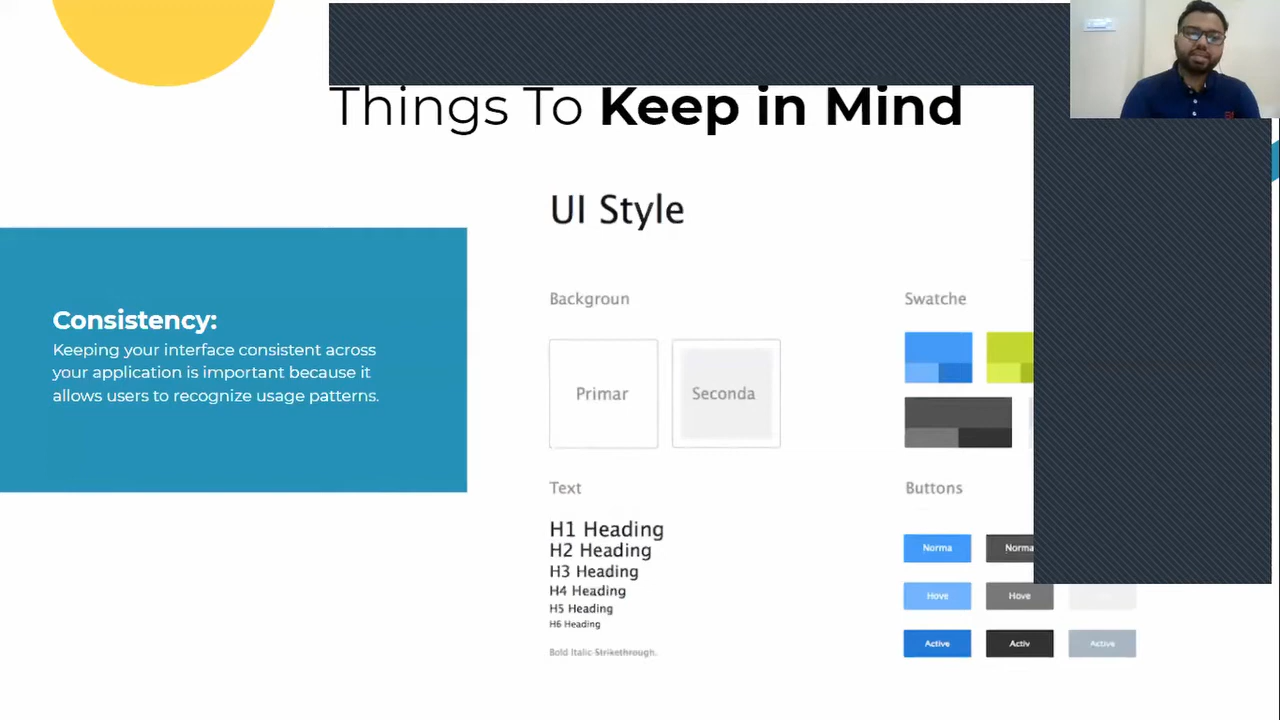 Things To Keep in Mind
UI Style
Consistency:
Keeping your interface consistent across
your application is important because it
allows users to recognize usage patterns.
Backgroun
Swatche
Primar
Seconda
Text
Buttons
H1 Heading
H2 Heading
H3 Heading
H4 Heading
H5 Heading
H6 Heading
Bold Italic Strikethrough.
Norma
Norma
Hove
Hove
Active
Activ
Active